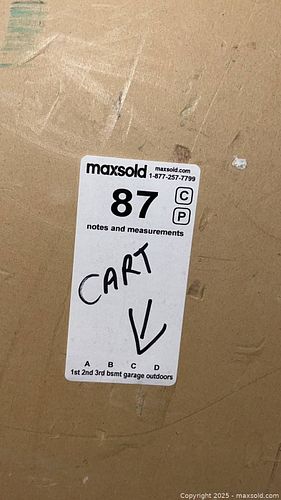 maxsold maxsold.com
1-877-257-7799
87 C
P
notes and measurements
CART
A B C D
1st 2nd 3rd bsmt garage outdoors
Copyright 2025 - maxsold.com